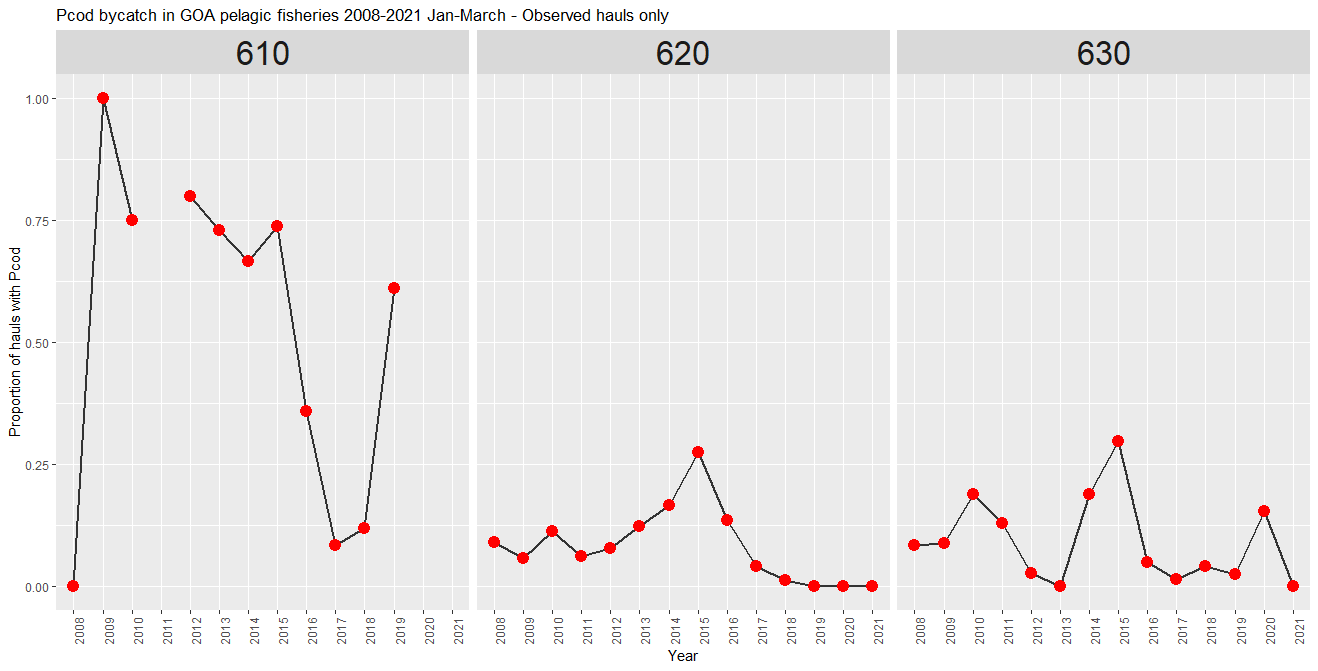 Pcod bycatch in GOA pelagic fisheries 2008-2021 Jan-March - Observed hauls only
610 620 630
Proportion of hauls with Pcod
1.00
0.75
0.50
0.25
0.00
2008 2009 2010 2011 2012 2013 2014 2015 2016 2017 2018 2019 2020 2021 2008 2009 2010 2011 2012 2013 2014 2015 2016 2017 2018 2019 2020 2021 2008 2009 2010 2011 2012 2013 2014 2015 2016 2017 2018 2019 2020 2021
Year